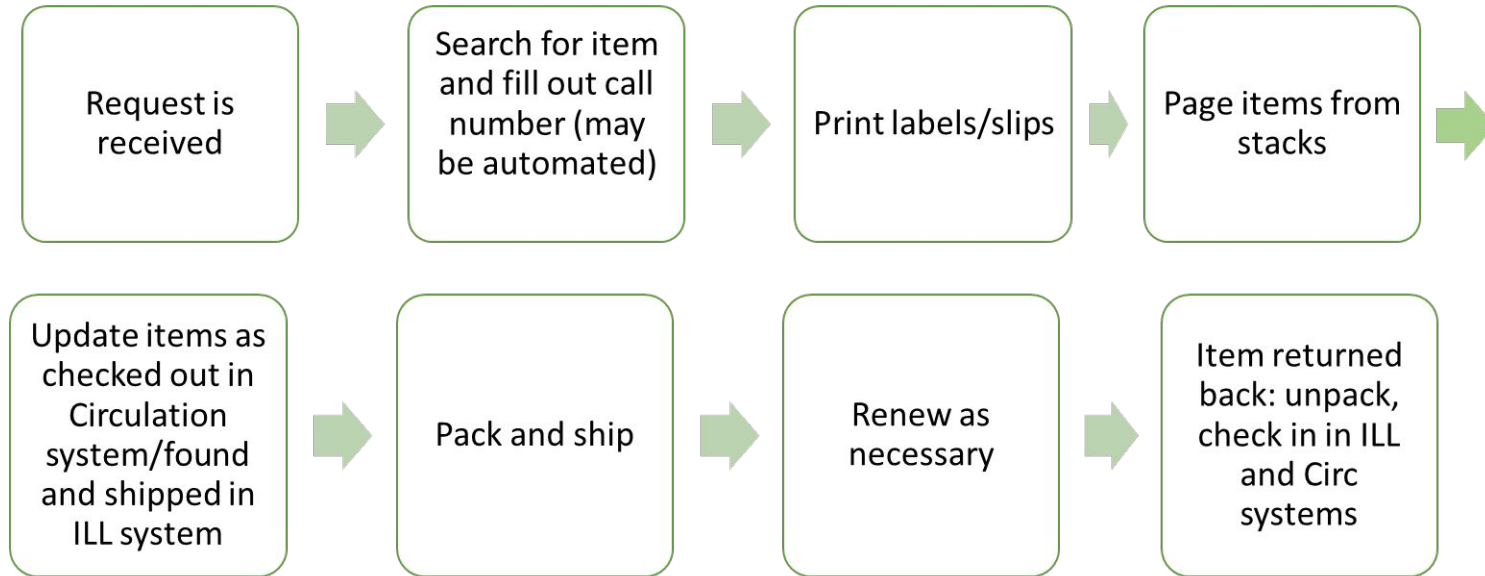 Request is
received
Search for item
and fill out call
number (may
be automated)
Print labels/slips
Page items from
stacks
Update items as
checked out in
Circulation
system/found
and shipped in
ILL system
Pack and ship
Renew as
necessary
Item returned
back: unpack,
check in in ILL
and Circ
systems